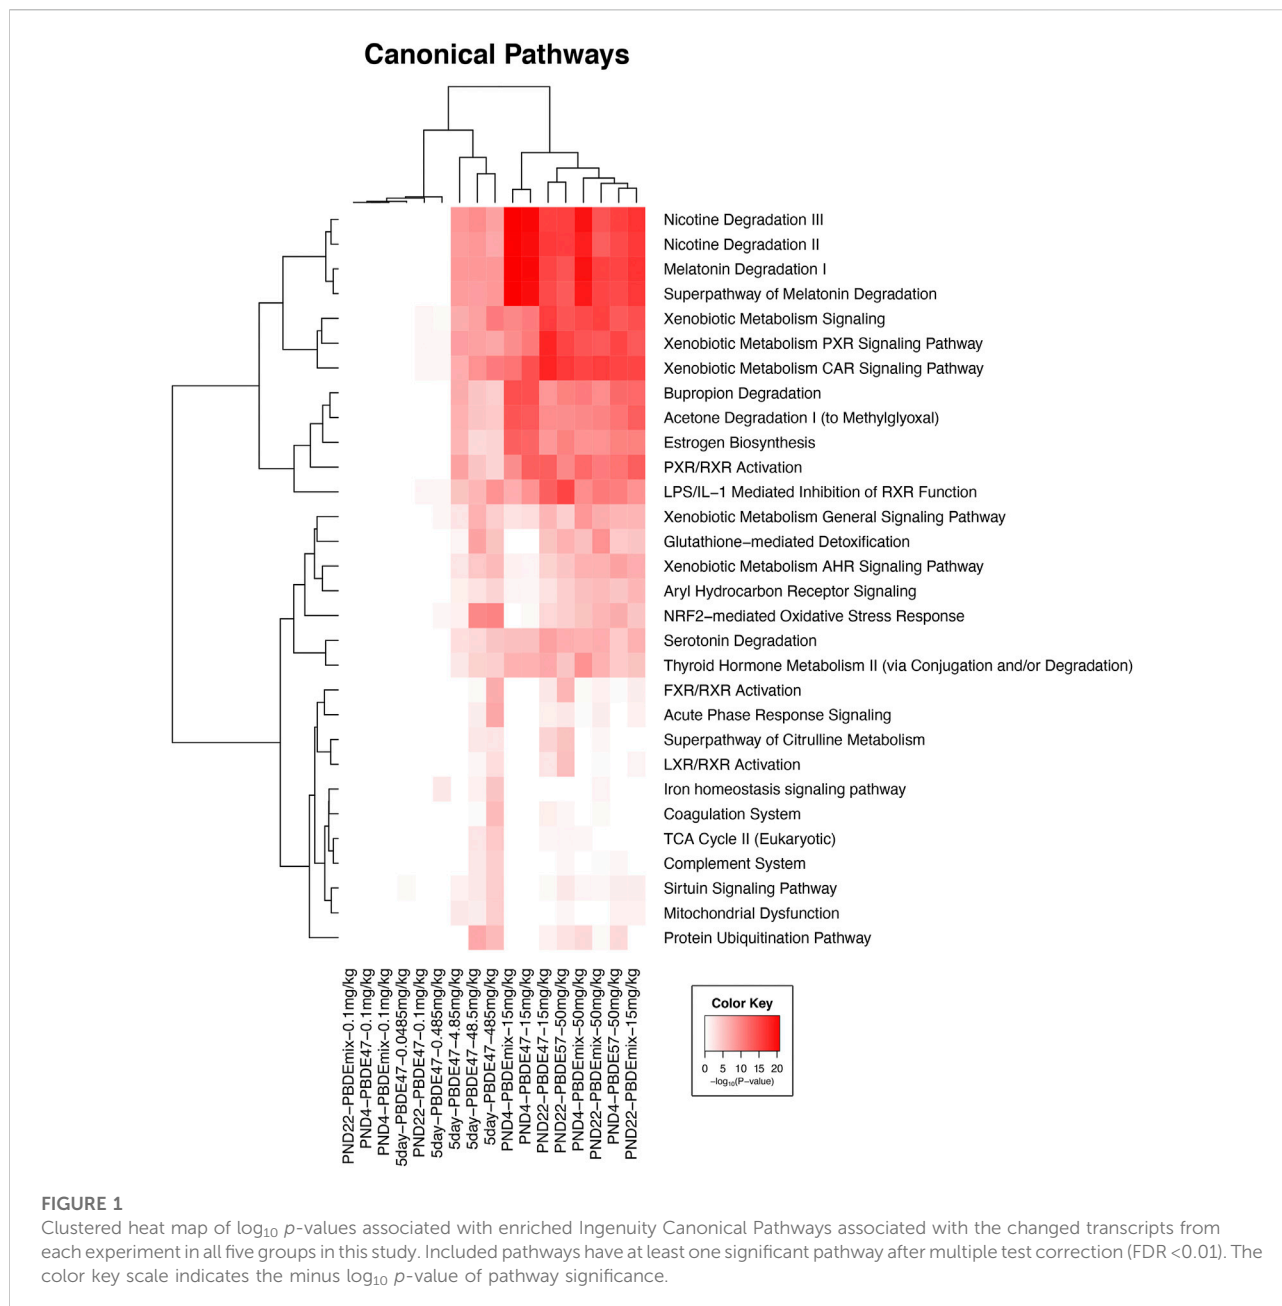 Canonical Pathways
Nicotine Degradation III
Nicotine Degradation II
Melatonin Degradation I
Superpathway of Melatonin Degradation
Xenobiotic Metabolism Signaling
Xenobiotic Metabolism PXR Signaling Pathway
Xenobiotic Metabolism CAR Signaling Pathway
Bupropion Degradation
Acetone Degradation I (to Methylglyoxal)
Estrogen Biosynthesis
PXR/RXR Activation
LPS/IL−1 Mediated Inhibition of RXR Function
Xenobiotic Metabolism General Signaling Pathway
Glutathione−mediated Detoxification
Xenobiotic Metabolism AHR Signaling Pathway
Aryl Hydrocarbon Receptor Signaling
NRF2−mediated Oxidative Stress Response
Serotonin Degradation
Thyroid Hormone Metabolism II (via Conjugation and/or Degradation)
FXR/RXR Activation
Acute Phase Response Signaling
Superpathway of Citrulline Metabolism
LXR/RXR Activation
Iron homeostasis signaling pathway
Coagulation System
TCA Cycle II (Eukaryotic)
Complement System
Sirtuin Signaling Pathway
Mitochondrial Dysfunction
Protein Ubiquitination Pathway
PND22−PBDEmix−0.1mg/kg
PND4−PBDE47−0.1mg/kg
PND4−PBDEmix−0.1mg/kg
5day−PBDE47−0.0485mg/kg
PND22−PBDE47−0.1mg/kg
5day−PBDE47−0.485mg/kg
5day−PBDE47−4.85mg/kg
5day−PBDE47−48.5mg/kg
5day−PBDE47−485mg/kg
PND4−PBDEmix−15mg/kg
PND4−PBDE47−15mg/kg
PND22−PBDE47−15mg/kg
PND22−PBDE57−50mg/kg
PND4−PBDEmix−50mg/kg
PND22−PBDEmix−50mg/kg
PND4−PBDE57−50mg/kg
PND22−PBDEmix−15mg/kg
Color Key
0 5 10 15 20
−log₁₀(P−value)
FIGURE 1
Clustered heat map of log₁₀ p-values associated with enriched Ingenuity Canonical Pathways associated with the changed transcripts from
each experiment in all five groups in this study. Included pathways have at least one significant pathway after multiple test correction (FDR <0.01). The
color key scale indicates the minus log₁₀ p-value of pathway significance.